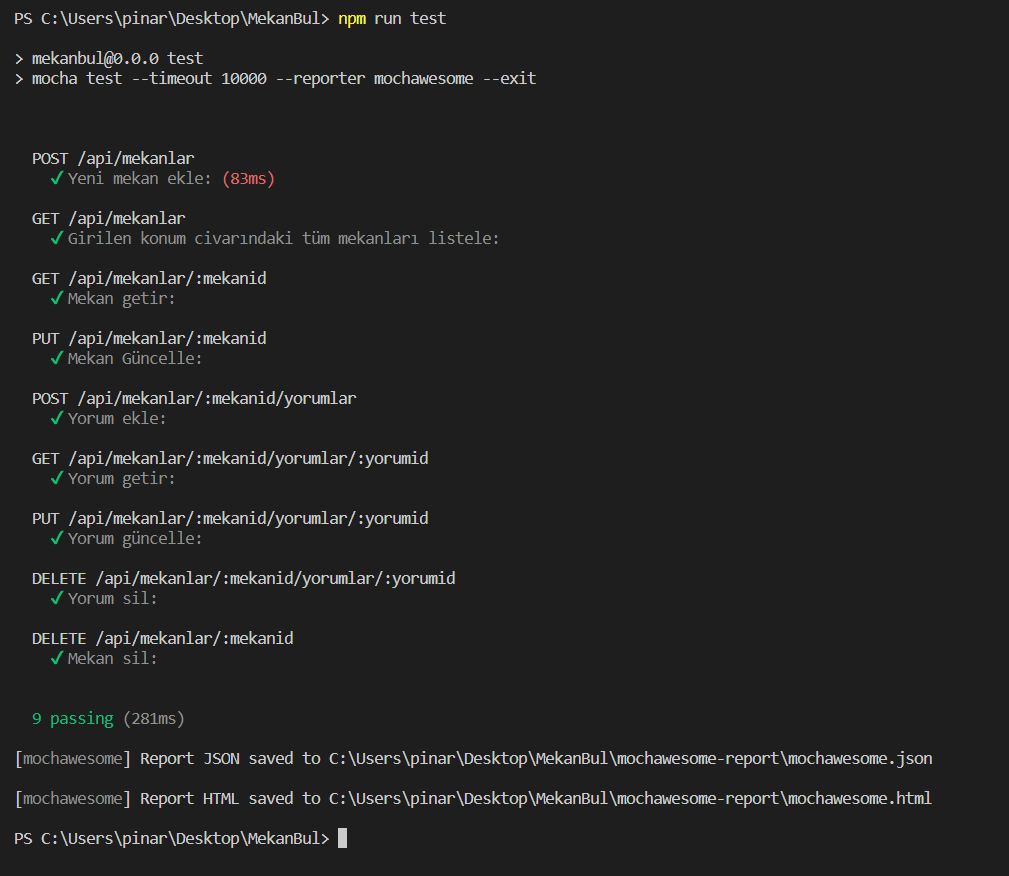 PS C:\Users\pinar\Desktop\MekanBul> npm run test
> mekanbul@0.0.0 test
> mocha test --timeout 10000 --reporter mochawesome --exit
POST /api/mekanlar
✓ Yeni mekan ekle: (83ms)
GET /api/mekanlar
✓ Girilen konum civarındaki tüm mekanları listele:
GET /api/mekanlar/:mekanid
✓ Mekan getir:
PUT /api/mekanlar/:mekanid
✓ Mekan Güncelle:
POST /api/mekanlar/:mekanid/yorumlar
✓ Yorum ekle:
GET /api/mekanlar/:mekanid/yorumlar/:yorumid
✓ Yorum getir:
PUT /api/mekanlar/:mekanid/yorumlar/:yorumid
✓ Yorum güncelle:
DELETE /api/mekanlar/:mekanid/yorumlar/:yorumid
✓ Yorum sil:
DELETE /api/mekanlar/:mekanid
✓ Mekan sil:
9 passing (281ms)
[mochawesome] Report JSON saved to C:\Users\pinar\Desktop\MekanBul\mochawesome-report\mochawesome.json
[mochawesome] Report HTML saved to C:\Users\pinar\Desktop\MekanBul\mochawesome-report\mochawesome.html
PS C:\Users\pinar\Desktop\MekanBul>